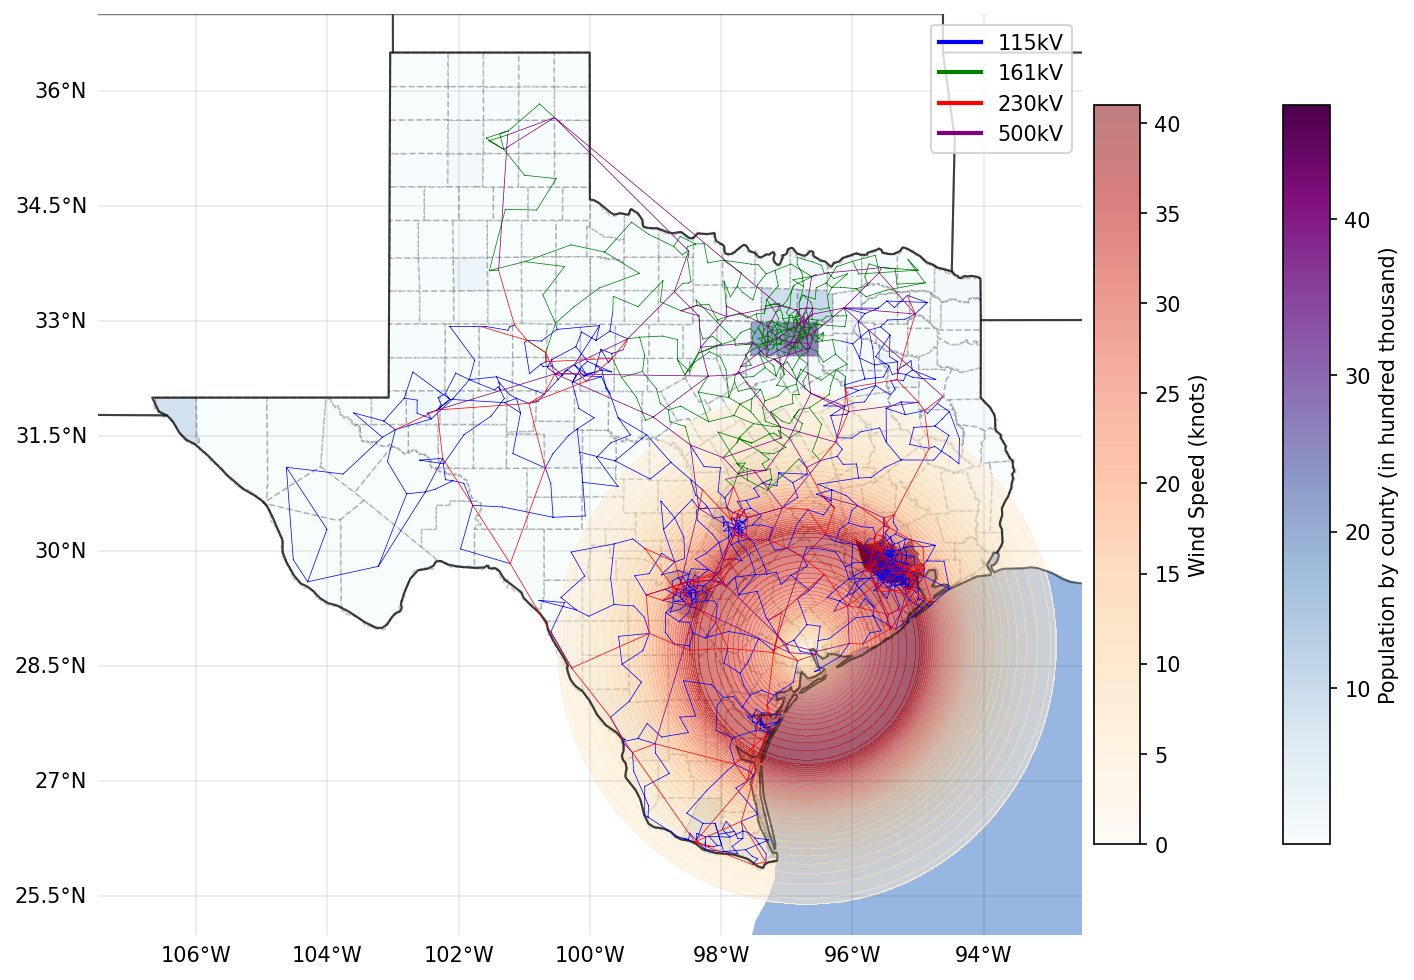 115kV
161kV
230kV
500kV
36°N
34.5°N
33°N
31.5°N
30°N
28.5°N
27°N
25.5°N
106°W
104°W
102°W
100°W
98°W
96°W
94°W
40
35
30
25
20
15
10
5
0
Wind Speed (knots)
40
30
20
10
Population by county (in hundred thousand)